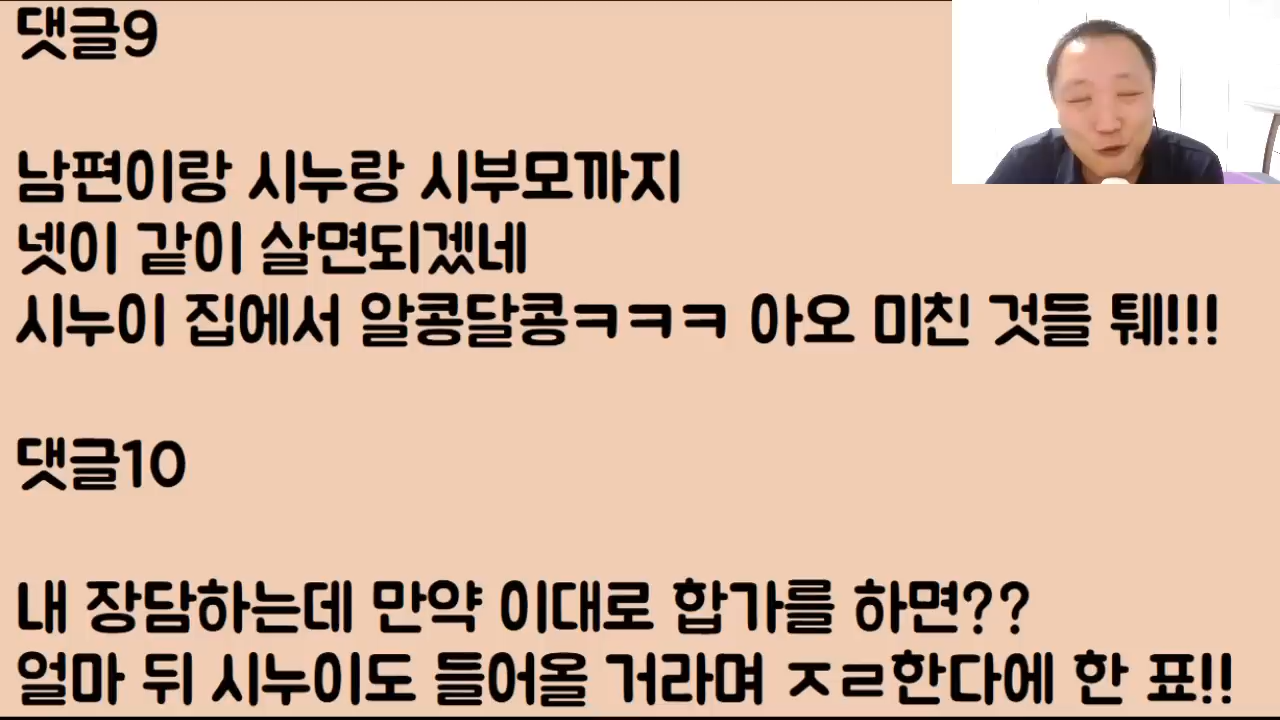 댓글9
남편이랑 시누랑 시부모까지
넷이 같이 살면되겠네
시누이 집에서 알콩달콩ㅋㅋㅋ 아오 미친 것들 퉤!!!
댓글10
내 장담하는데 만약 이대로 합가를 하면??
얼마 뒤 시누이도 들어올 거라며 ㅈㄹ한다에 한 표!!